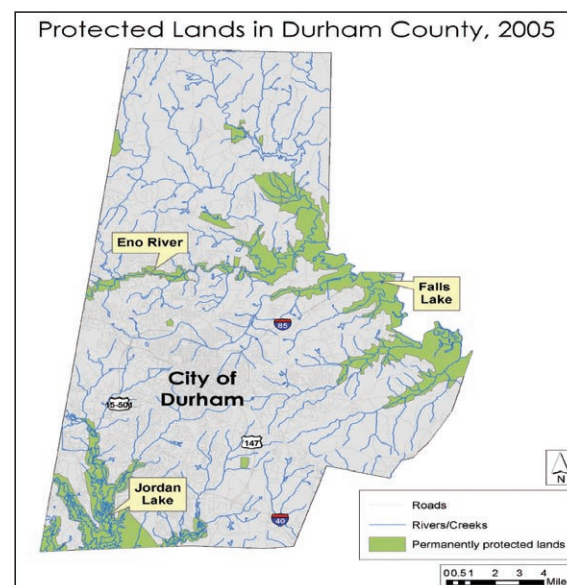 Protected Lands in Durham County, 2005
Eno River
Falls
Lake
85
City of
Durham
15-501
147
Jordan
Lake
40
N
Roads
Rivers/Creeks
Permanently protected lands
0 0.5 1 2 3 4
Miles